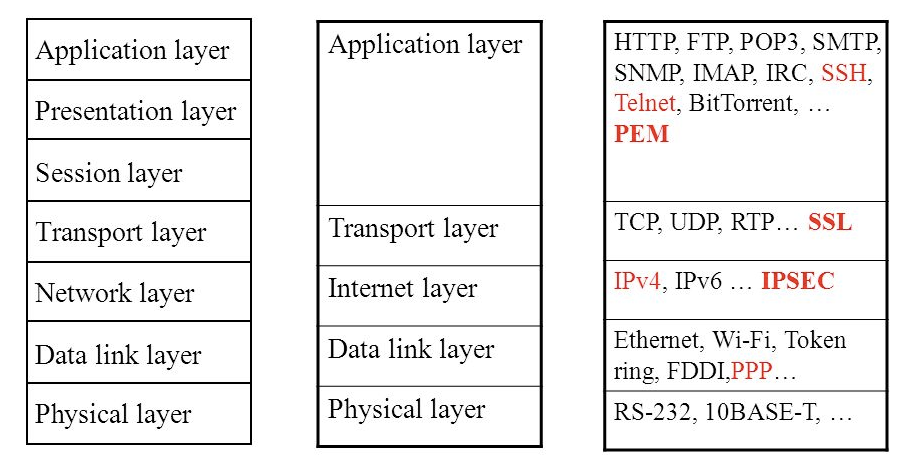 Application layer
Presentation layer
Session layer
Transport layer
Network layer
Data link layer
Physical layer
Application layer
Transport layer
Internet layer
Data link layer
Physical layer
HTTP, FTP, POP3, SMTP,
SNMP, IMAP, IRC, SSH,
Telnet, BitTorrent, …
PEM
TCP, UDP, RTP… SSL
IPv4, IPv6 … IPSEC
Ethernet, Wi-Fi, Token
ring, FDDI,PPP…
RS-232, 10BASE-T, …